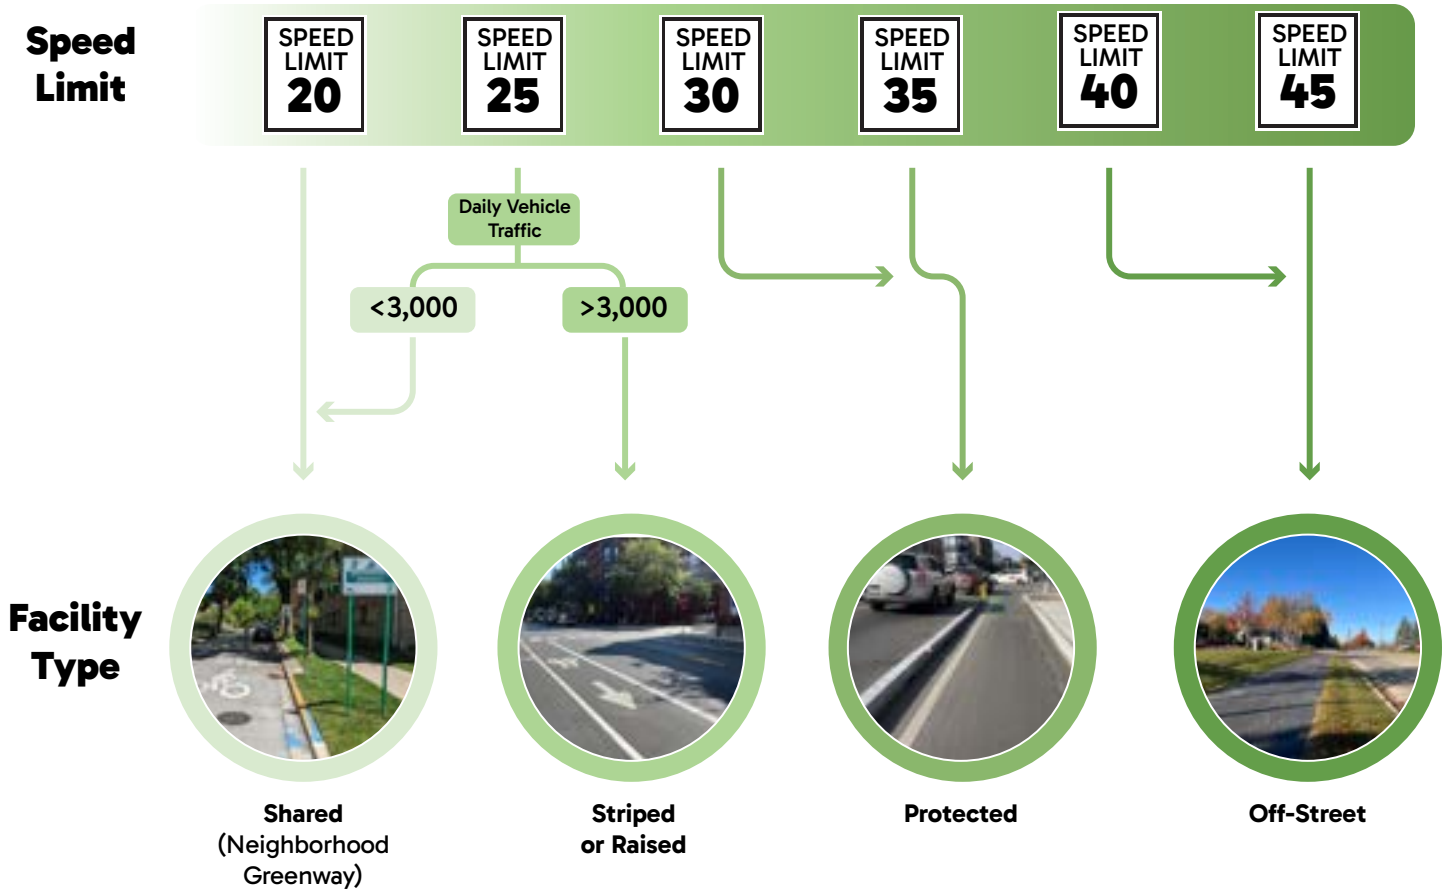 Speed
Limit
SPEED
LIMIT
20
SPEED
LIMIT
25
SPEED
LIMIT
30
SPEED
LIMIT
35
SPEED
LIMIT
40
SPEED
LIMIT
45
Daily Vehicle
Traffic
<3,000
>3,000
Facility
Type
Shared
(Neighborhood
Greenway)
Striped
or Raised
Protected
Off-Street